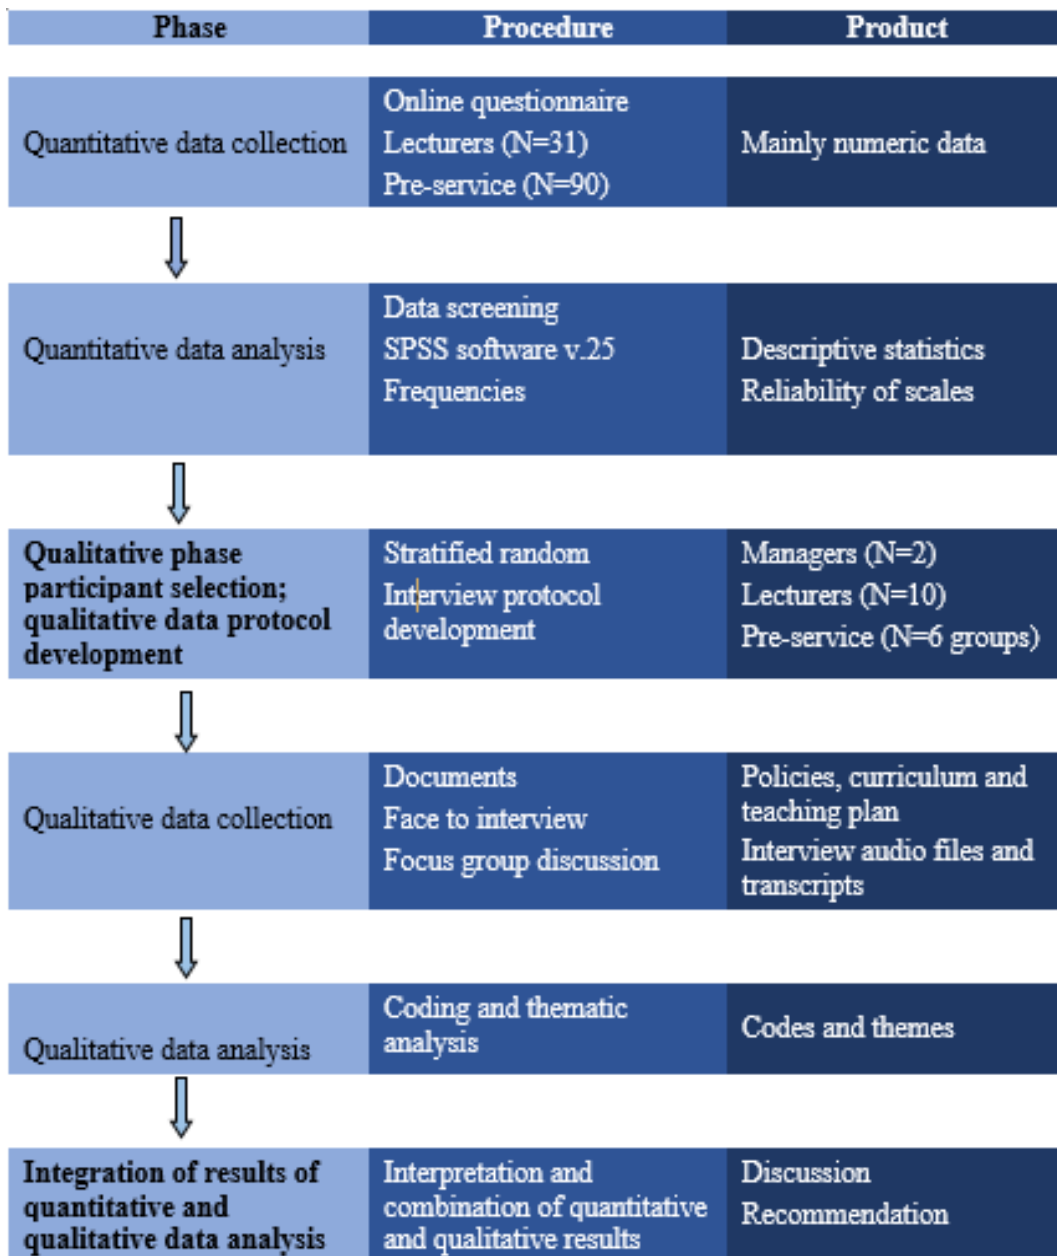 Phase
Procedure
Product
Quantitative data collection
Online questionnaire
Lecturers (N=31)
Pre-service (N=90)
Mainly numeric data
Quantitative data analysis
Data screening
SPSS software v.25
Frequencies
Descriptive statistics
Reliability of scales
Qualitative phase
participant selection;
qualitative data protocol
development
Stratified random
Interview protocol
development
Managers (N=2)
Lecturers (N=10)
Pre-service (N=6 groups)
Qualitative data collection
Documents
Face to interview
Focus group discussion
Policies, curriculum and
teaching plan
Interview audio files and
transcripts
Qualitative data analysis
Coding and thematic
analysis
Codes and themes
Integration of results of
quantitative and
qualitative data analysis
Interpretation and
combination of quantitative
and qualitative results
Discussion
Recommendation